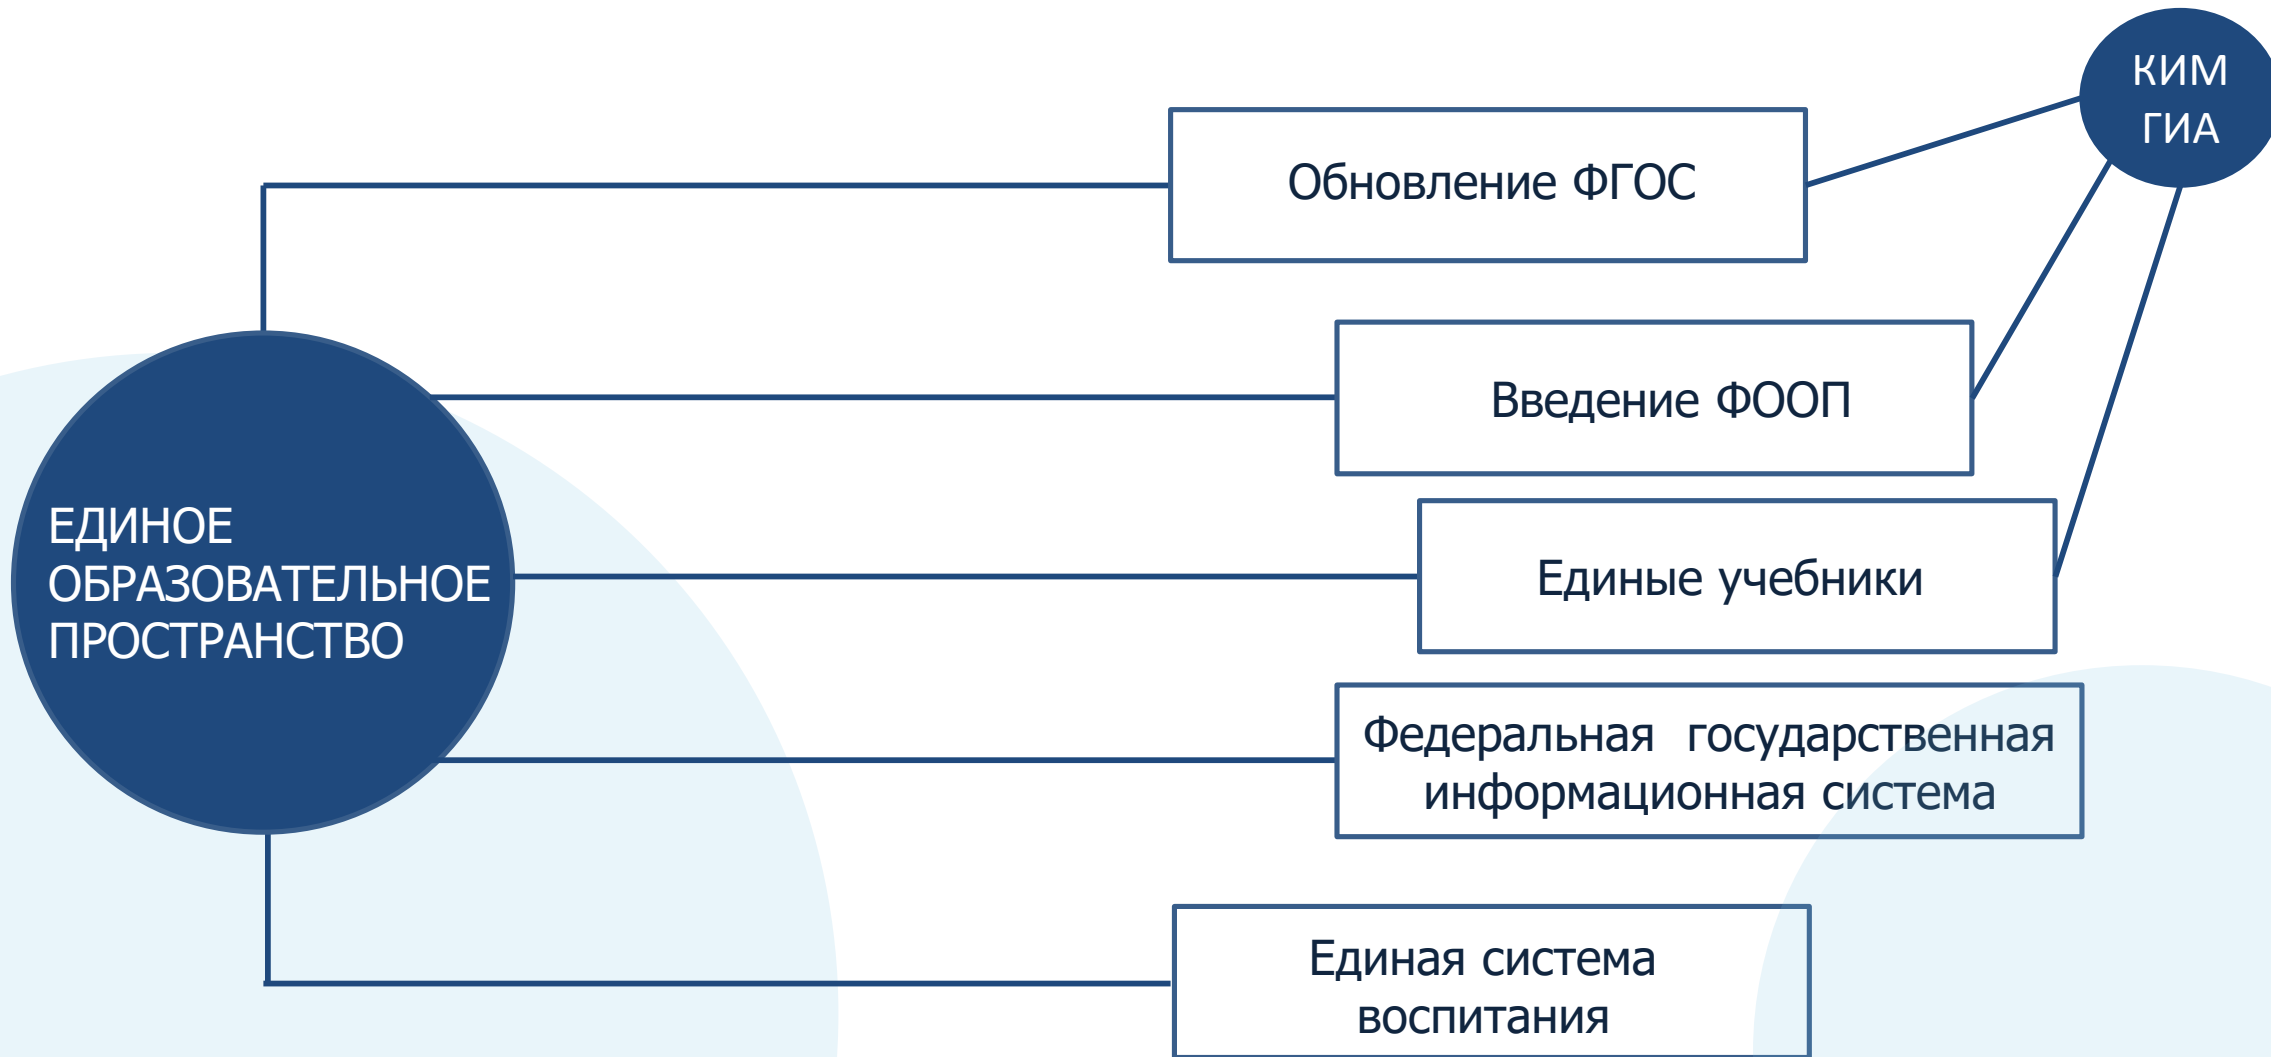 КИМ
ГИА
Обновление ФГОС
Введение ФООП
ЕДИНОЕ
ОБРАЗОВАТЕЛЬНОЕ
ПРОСТРАНСТВО
Единые учебники
Федеральная государственная
информационная система
Единая система
воспитания